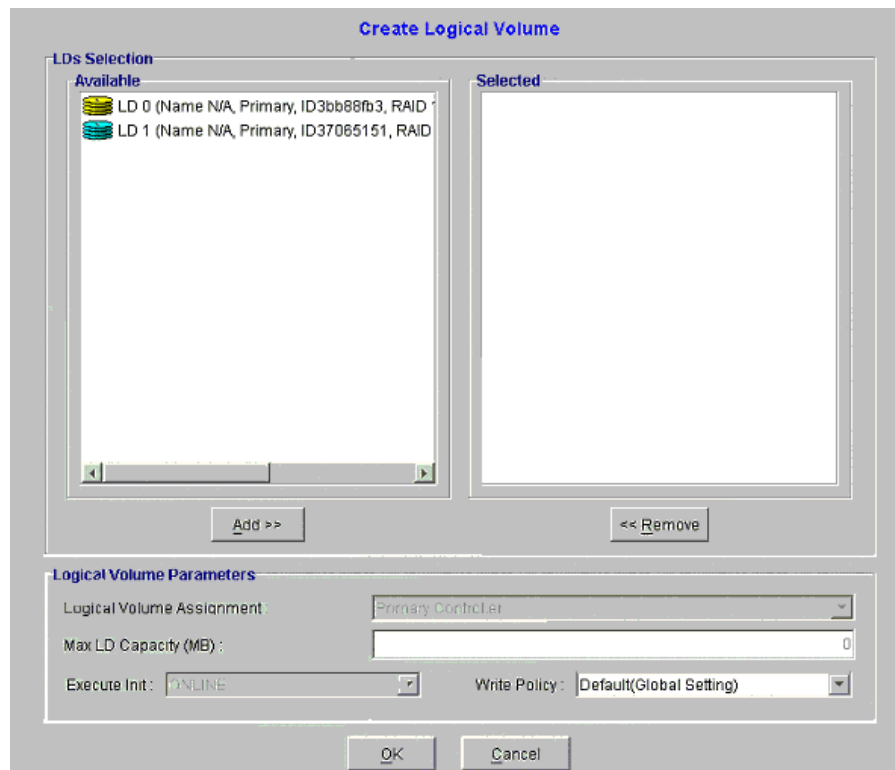 Create Logical Volume
LDs Selection
Available
LD 0 (Name N/A, Primary, ID3bb88fb3, RAID
LD 1 (Name N/A, Primary, ID37065151, RAID
Selected
Add >>
<< Remove
Logical Volume Parameters
Logical Volume Assignment:
Primary Controller
Max LD Capacity (MB) :
0
Execute Init :
ONLINE
Write Policy :
Default(Global Setting)
OK
Cancel